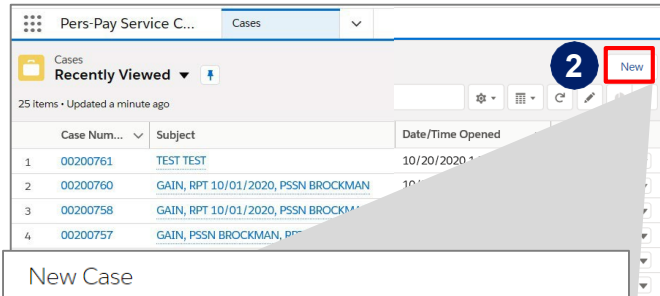 Pers-Pay Service C... Cases
Cases
Recently Viewed
2 New
25 items • Updated a minute ago
Case Num... Subject Date/Time Opened
1 00200761 TEST TEST 10/20/2020
2 00200760 GAIN, RPT 10/01/2020, PSSN BROCKMAN
3 00200758 GAIN, RPT 10/01/2020, PSSN
4 00200757 GAIN, PSSN BROCKMAN,
New Case